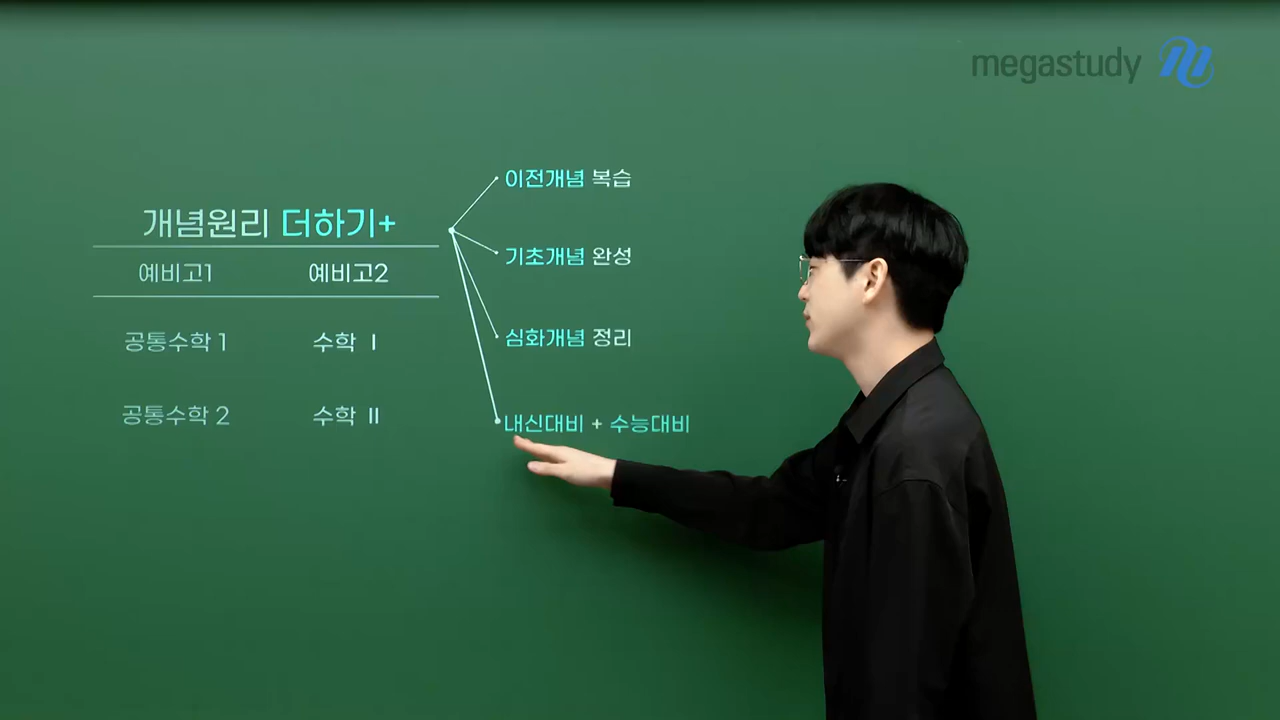 megastudy
개념원리 더하기+
예비고1 예비고2
공통수학 1 수학 Ⅰ
공통수학 2 수학 Ⅱ
이전개념 복습
기초개념 완성
심화개념 정리
내신대비 + 수능대비